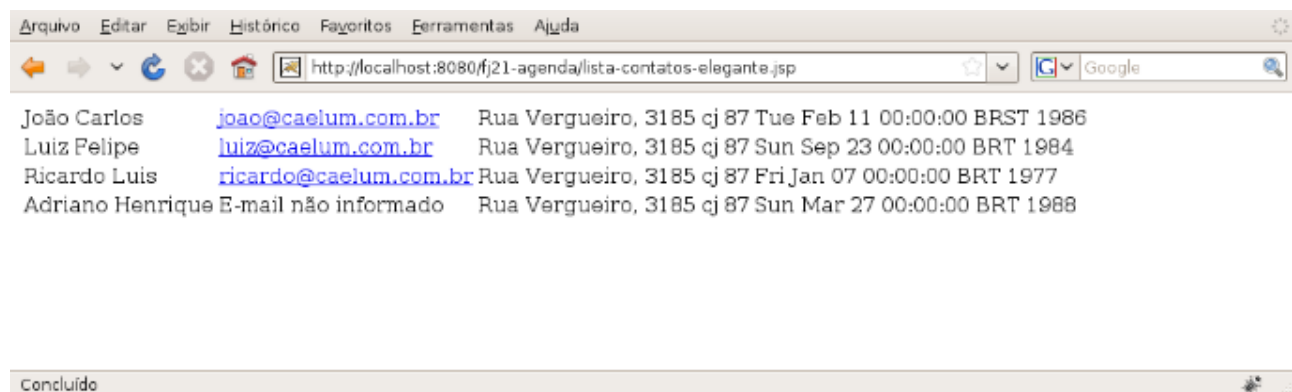 Arquivo Editar Exibir Histórico Favoritos Ferramentas Ajuda
http://localhost:8080/fj21-agenda/lista-contatos-elegante.jsp G Google
João Carlos joao@caelum.com.br Rua Vergueiro, 3185 cj 87 Tue Feb 11 00:00:00 BRST 1986
Luiz Felipe luiz@caelum.com.br Rua Vergueiro, 3185 cj 87 Sun Sep 23 00:00:00 BRT 1984
Ricardo Luis ricardo@caelum.com.br Rua Vergueiro, 3185 cj 87 Fri Jan 07 00:00:00 BRT 1977
Adriano Henrique E-mail não informado Rua Vergueiro, 3185 cj 87 Sun Mar 27 00:00:00 BRT 1988
Concluído